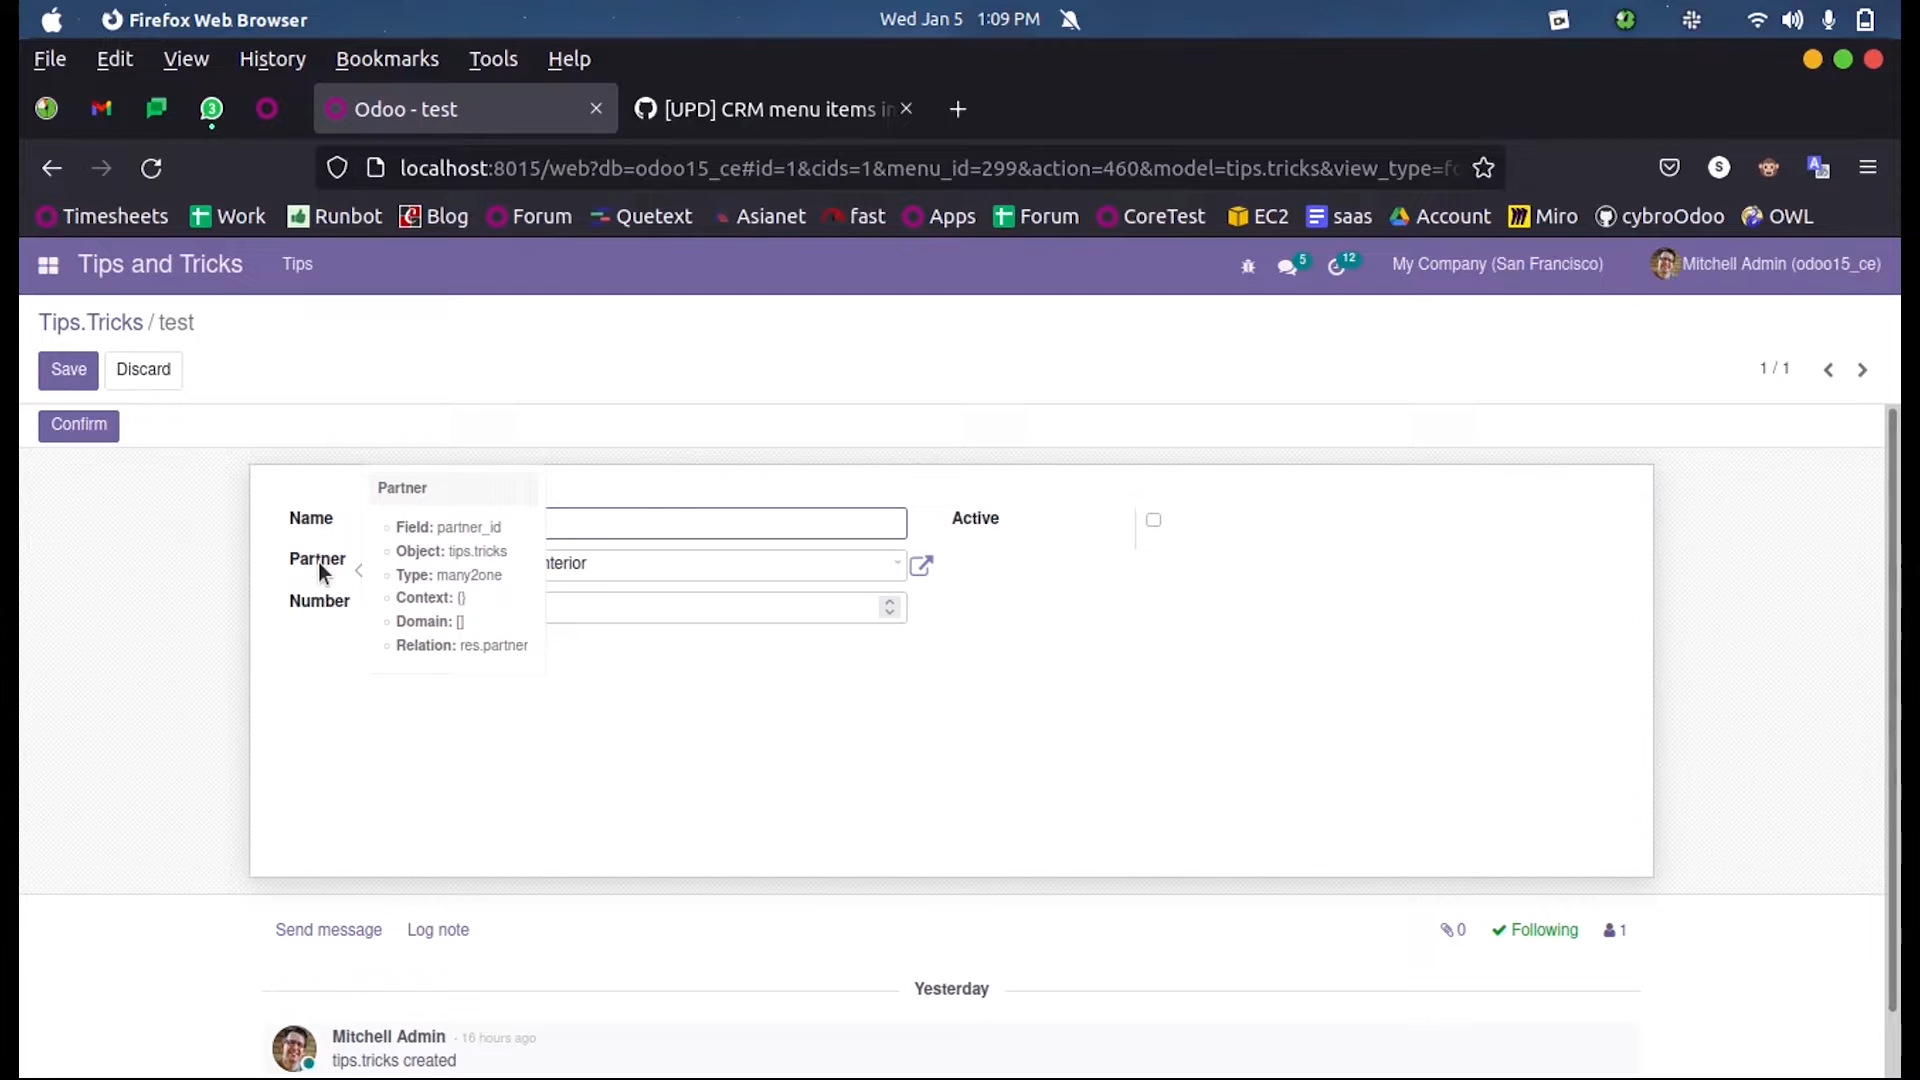 Firefox Web Browser Wed Jan 5 1:09 PM
File Edit View History Bookmarks Tools Help
3 Odoo - test [UPD] CRM menu items in
localhost:8015/web?db=odoo15_ce#id=1&cids=1&menu_id=299&action=460&model=tips.tricks&view_type=fo S
Timesheets Work Runbot Blog Forum Quetext Asianet fast Apps Forum CoreTest EC2 saas Account Miro cybroOdoo OWL
Tips and Tricks Tips 5 12 My Company (San Francisco) Mitchell Admin (odoo15_ce)
Tips.Tricks / test
Save Discard 1 / 1
Confirm
Partner
Name Active
Field: partner_id
Object: tips.tricks
Partner nterior
Type: many2one
Context: {}
Number
Domain: []
Relation: res.partner
Send message Log note 0 Following 1
Yesterday
Mitchell Admin - 16 hours ago
tips.tricks created